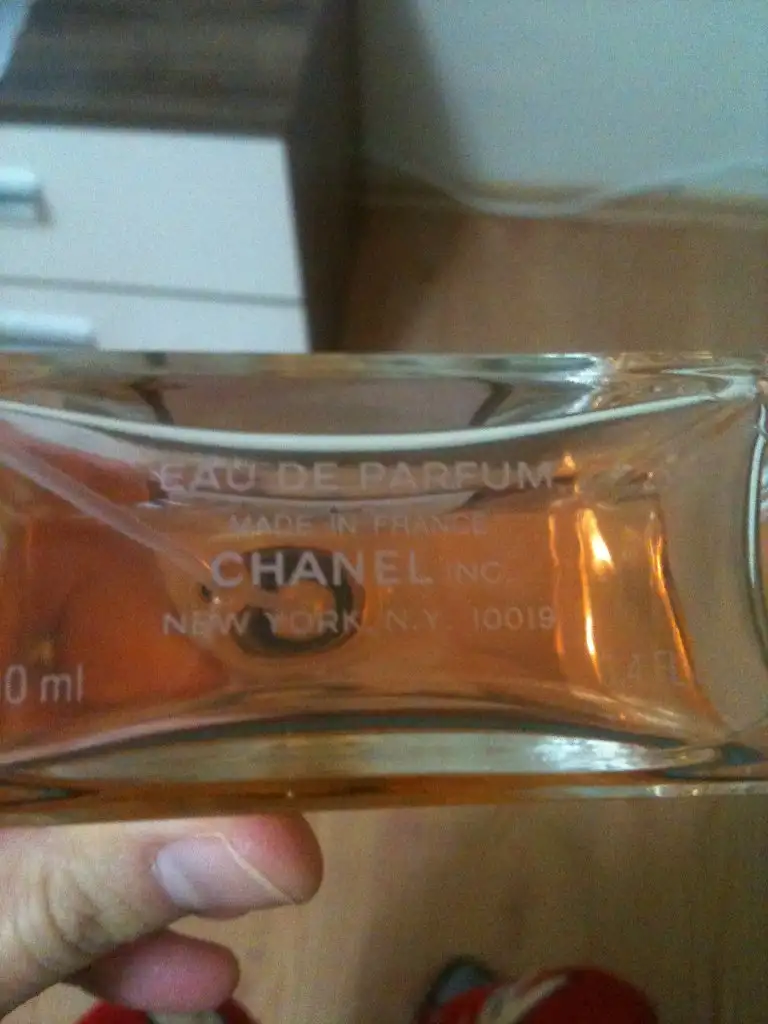 EAU DE PARFUM
MADE IN FRANCE
CHANEL INC.
NEW YORK, N.Y. 10019
0 ml